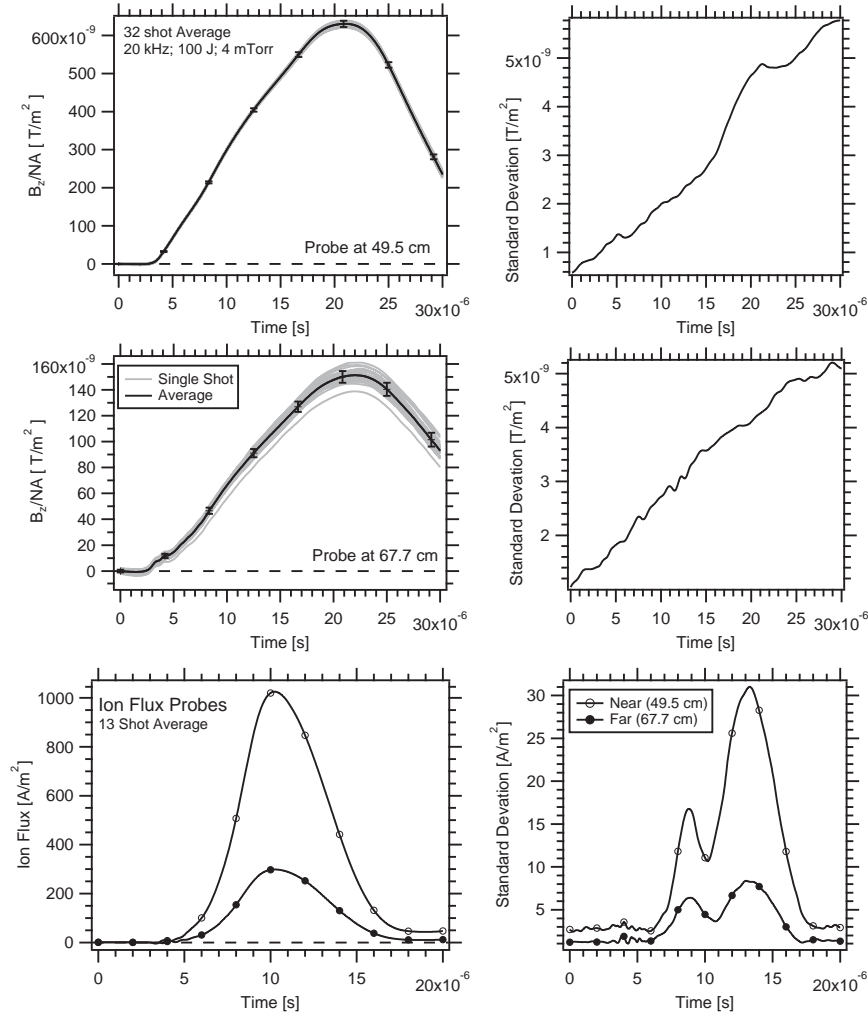 32 shot Average
20 kHz; 100 J; 4 mTorr
600x10⁻⁹
500
400
300
200
100
0
B_z/NA [ T/m²]
Probe at 49.5 cm
0 5 10 15 20 25 30x10⁻⁶
Time [s]
5x10⁻⁹
4
3
2
1
Standard Devation [T/m²]
0 5 10 15 20 25 30x10⁻⁶
Time [s]
160x10⁻⁹
140
120
100
80
60
40
20
0
B_z/NA [ T/m²]
Single Shot
Average
Probe at 67.7 cm
0 5 10 15 20 25 30x10⁻⁶
Time [s]
5x10⁻⁹
4
3
2
Standard Devation [T/m²]
0 5 10 15 20 25 30x10⁻⁶
Time [s]
Ion Flux Probes
13 Shot Average
1000
800
600
400
200
0
Ion Flux [A/m²]
0 5 10 15 20x10⁻⁶
Time [s]
Near (49.5 cm)
Far (67.7 cm)
30
25
20
15
10
5
Standard Devation [A/m²]
0 5 10 15 20x10⁻⁶
Time [s]